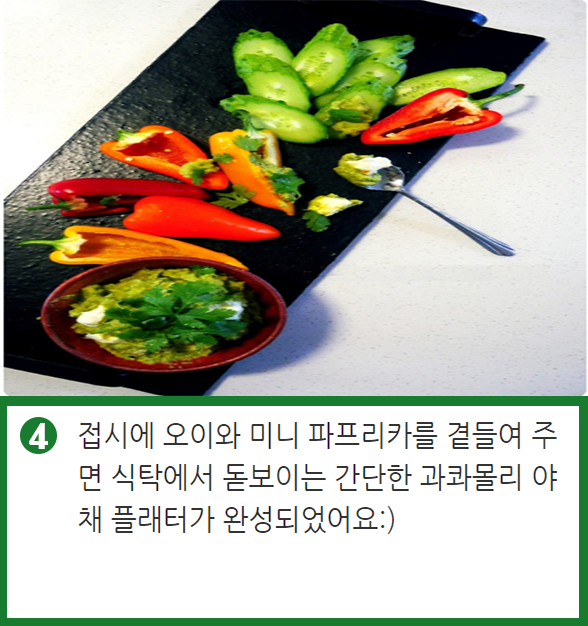 4 접시에 오이와 미니 파프리카를 곁들여 주
면 식탁에서 돋보이는 간단한 과콰몰리 야
채 플래터가 완성되었어요:)